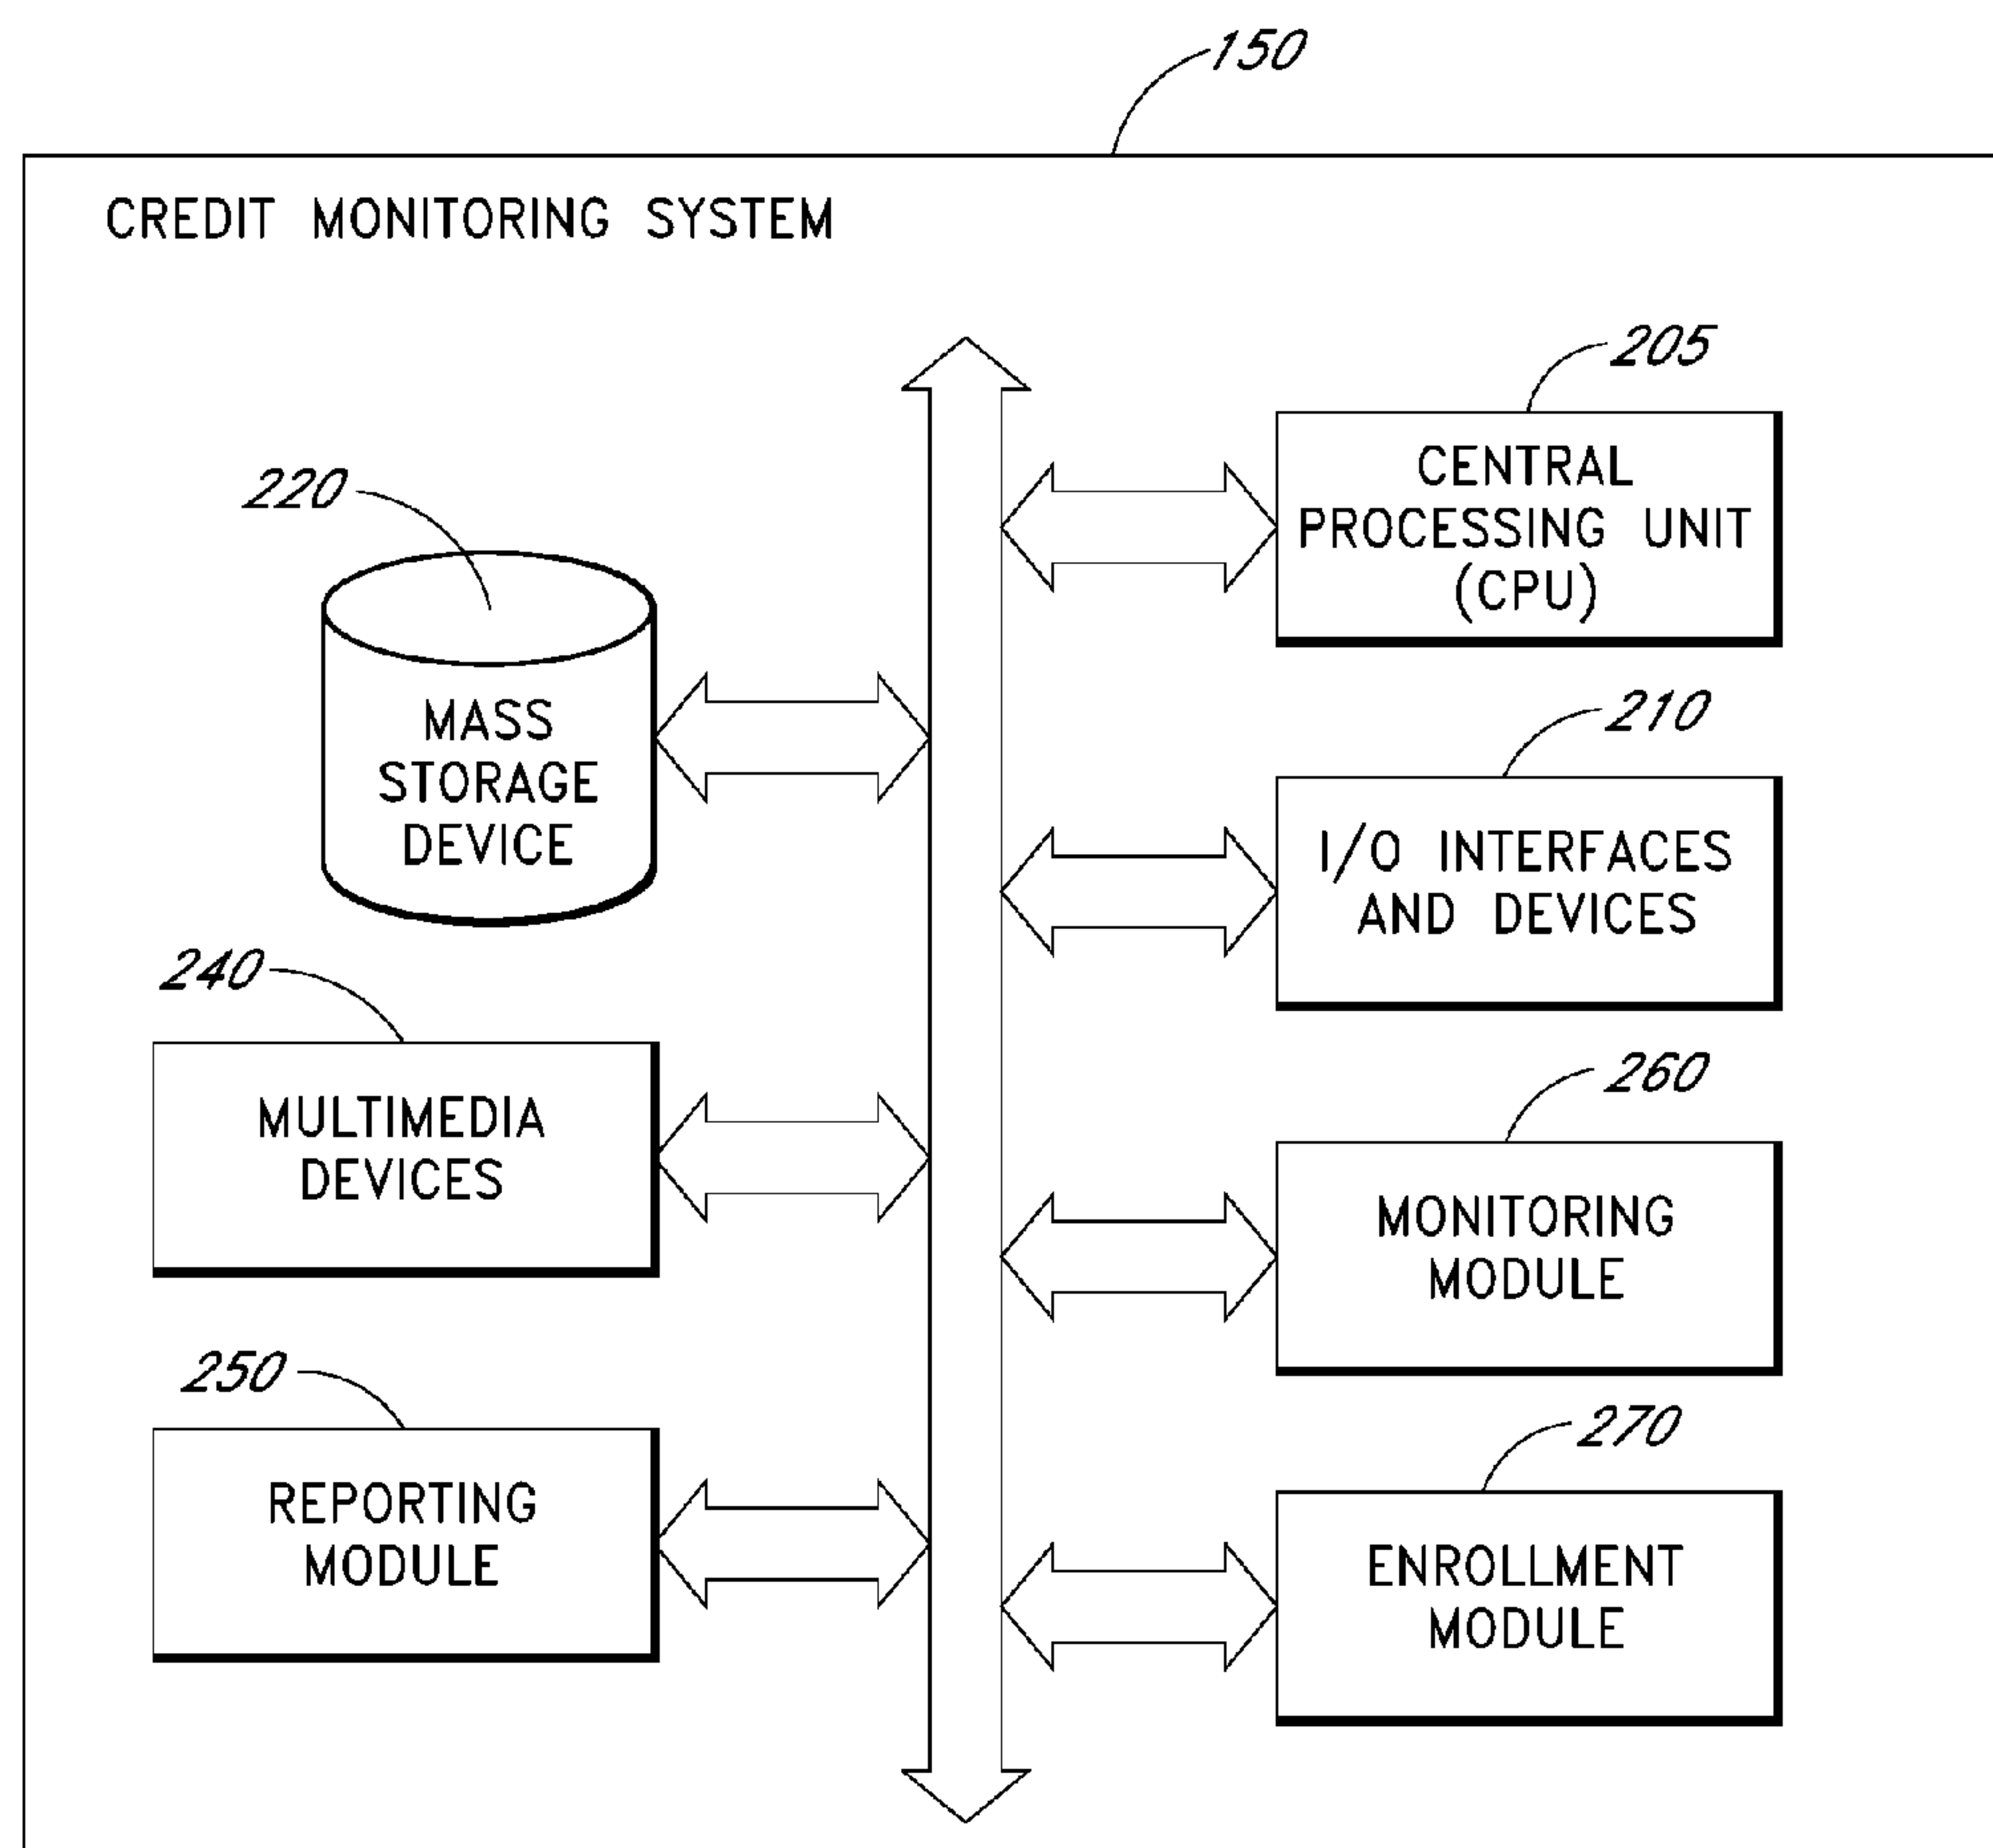 150
CREDIT MONITORING SYSTEM
205
CENTRAL
PROCESSING UNIT
(CPU)
220
MASS
STORAGE
DEVICE
210
I/O INTERFACES
AND DEVICES
240
MULTIMEDIA
DEVICES
260
MONITORING
MODULE
250
REPORTING
MODULE
270
ENROLLMENT
MODULE